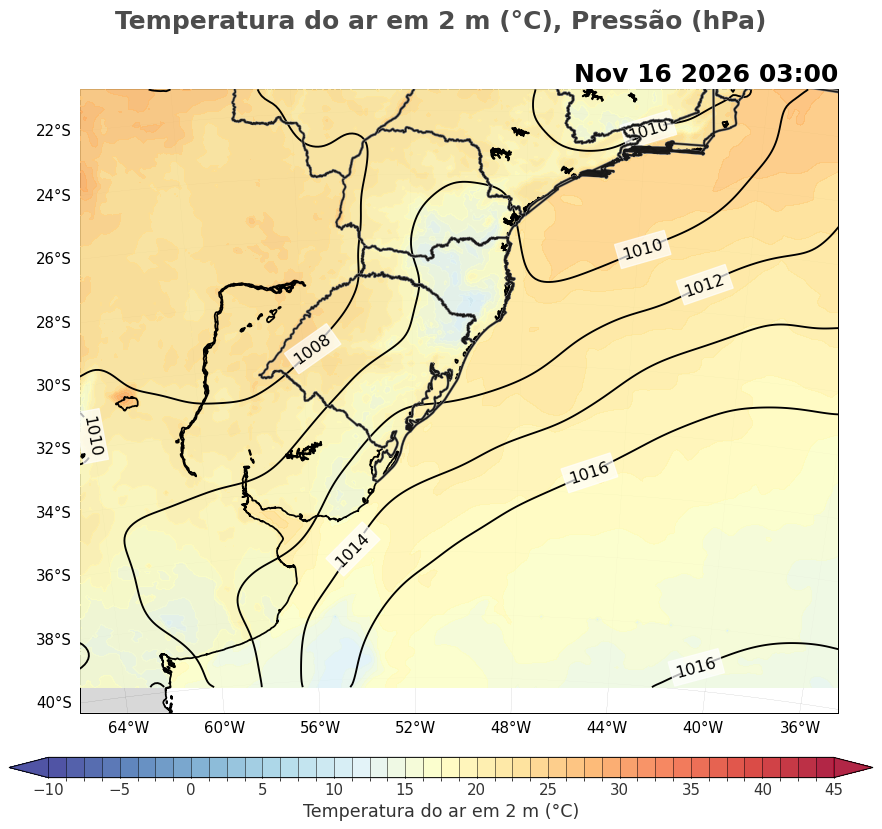 Temperatura do ar em 2 m (°C), Pressão (hPa)
Nov 16 2026 03:00
22°S
24°S
26°S
28°S
30°S
32°S
34°S
36°S
38°S
40°S
1010
1010
1012
1008
1010
1016
1014
1016
64°W 60°W 56°W 52°W 48°W 44°W 40°W 36°W
−10 −5 0 5 10 15 20 25 30 35 40 45
Temperatura do ar em 2 m (°C)